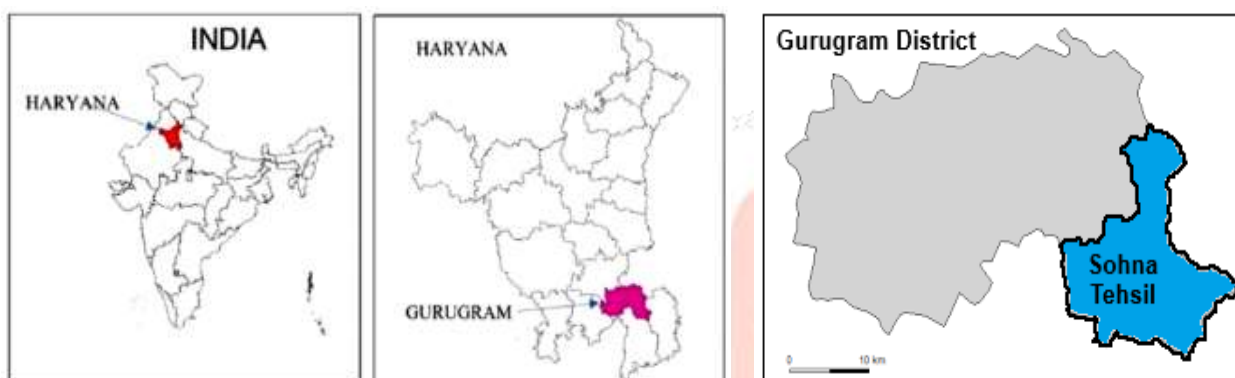 INDIA
HARYANA
HARYANA
GURUGRAM
Gurugram District
Sohna
Tehsil
0 10 km